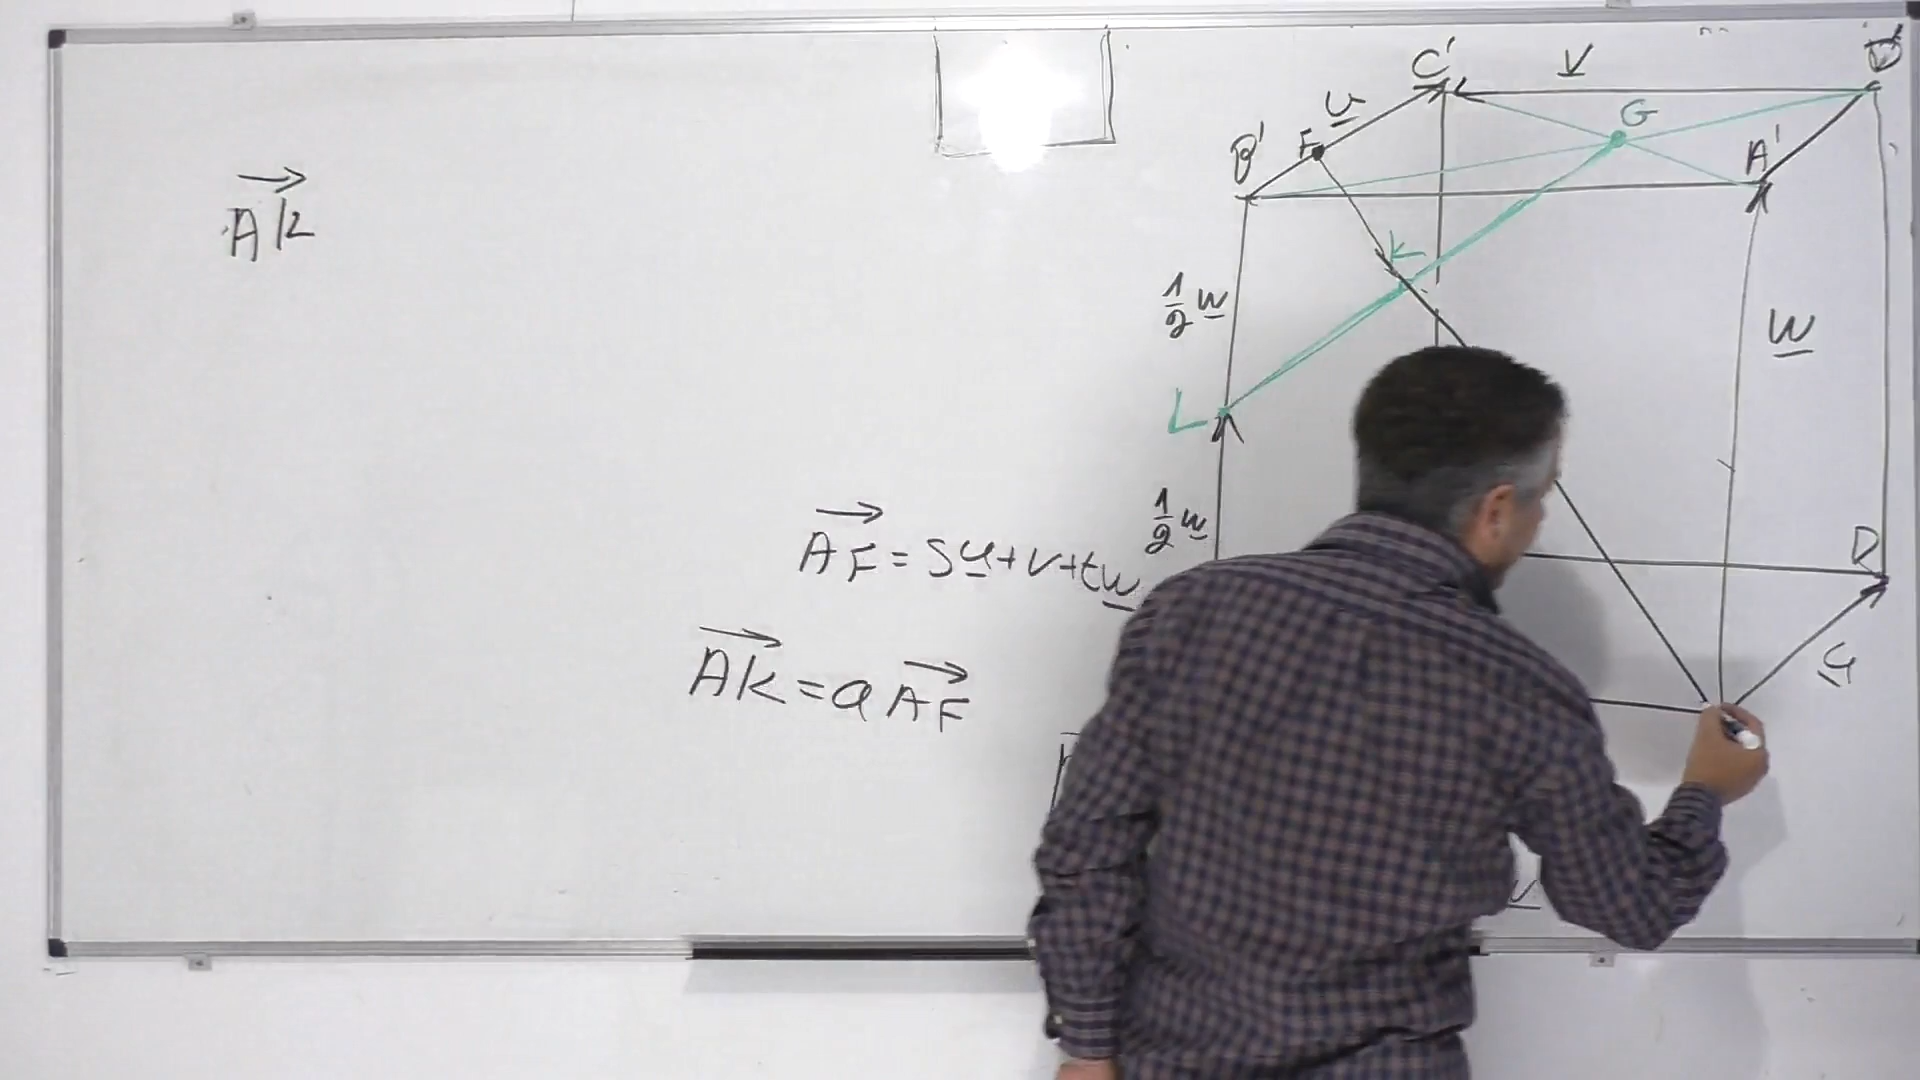 C'
V
D'
u
G
F
B'
A'
AK
K
1/2 w
w
L
1/2 w
D
AF = Su+v+tw
AK = a AF
u
v